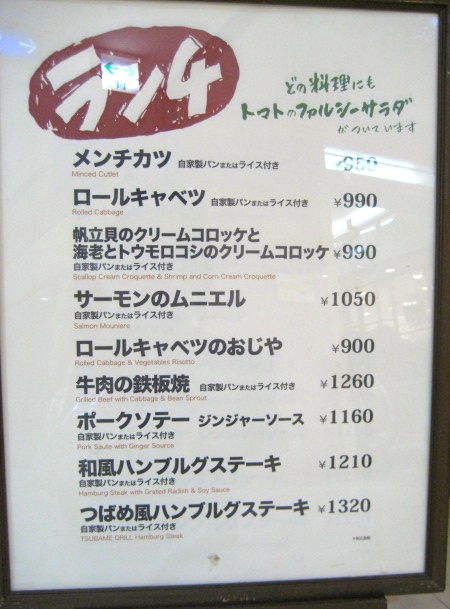 ランチ
どの料理にも
トマトのファルシーサラダ
がついています
メンチカツ 自家製パンまたはライス付き
Minced Cutlet
ロールキャベツ 自家製パンまたはライス付き ¥990
Rolled Cabbage
帆立貝のクリームコロッケと
海老とトウモロコシのクリームコロッケ ¥990
自家製パンまたはライス付き
Scallop Cream Croquette & Shrimp and Corn Cream Croquette
サーモンのムニエル ¥1050
自家製パンまたはライス付き
Salmon Mouniere
ロールキャベツのおじや ¥900
Rolled Cabbage & Vegetables Risotto
牛肉の鉄板焼 自家製パンまたはライス付き ¥1260
Grilled Beef with Cabbage & Bean Sprout
ポークソテー ジンジャーソース ¥1160
自家製パンまたはライス付き
Pork Saute with Ginger Source
和風ハンブルグステーキ ¥1210
自家製パンまたはライス付き
Hamburg Steak with Grated Radish & Soy Sauce
つばめ風ハンブルグステーキ ¥1320
自家製パンまたはライス付き
TSUBAME GRILL Hamburg Steak